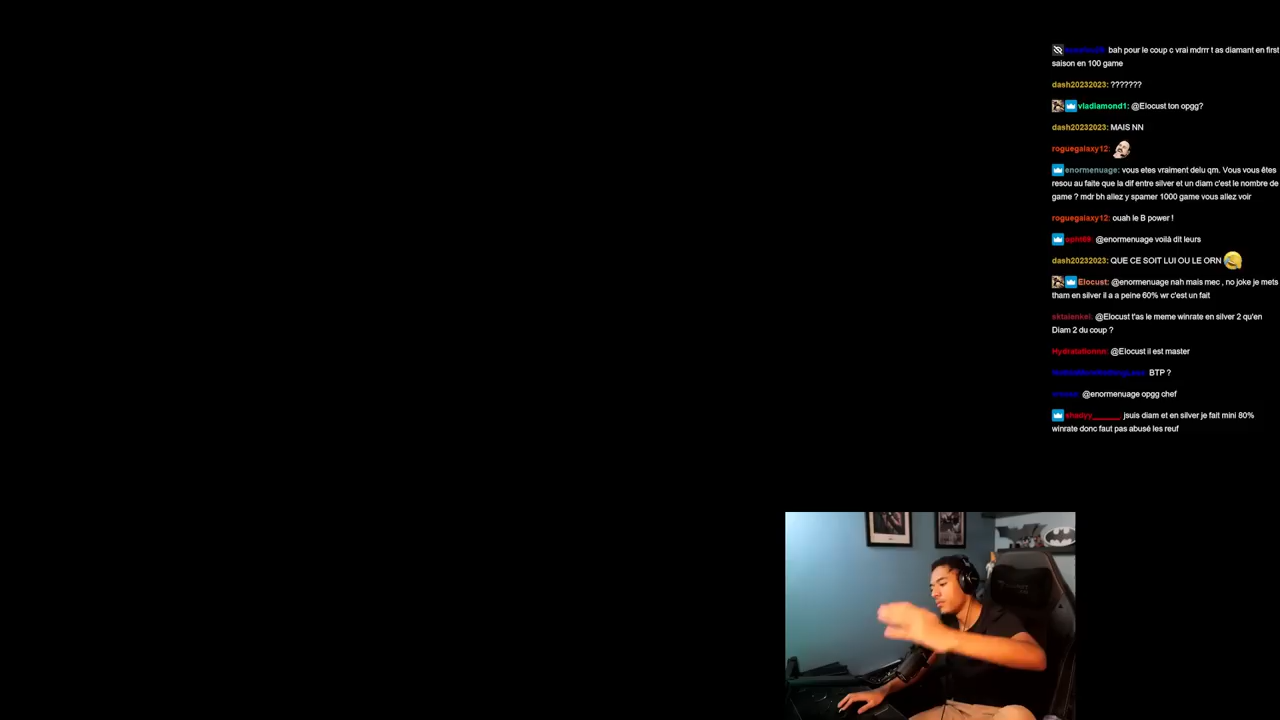 bah pour le coup c vrai mdrrr t as diamant en first
saison en 100 game
dash20232023: ???????
vladiamond1: @Elocust ton opgg?
dash20232023: MAIS NN
roguegalaxy12:
enormenuage: vous etes vraiment delu qm. Vous vous êtes
resou au faite que la dif entre silver et un diam c'est le nombre de
game ? mdr bh allez y spamer 1000 game vous allez voir
roguegalaxy12: ouah le B power !
@enormenuage voilà dit leurs
dash20232023: QUE CE SOIT LUI OU LE ORN
Elocust: @enormenuage nah mais mec , no joke je mets
tham en silver il a a peine 60% wr c'est un fait
sktalenkei: @Elocust t'as le meme winrate en silver 2 qu'en
Diam 2 du coup ?
Hydratationnn: @Elocust il est master
BTP ?
@enormenuage opgg chef
shadyy_______ jsuis diam et en silver je fait mini 80%
winrate donc faut pas abusé les reuf